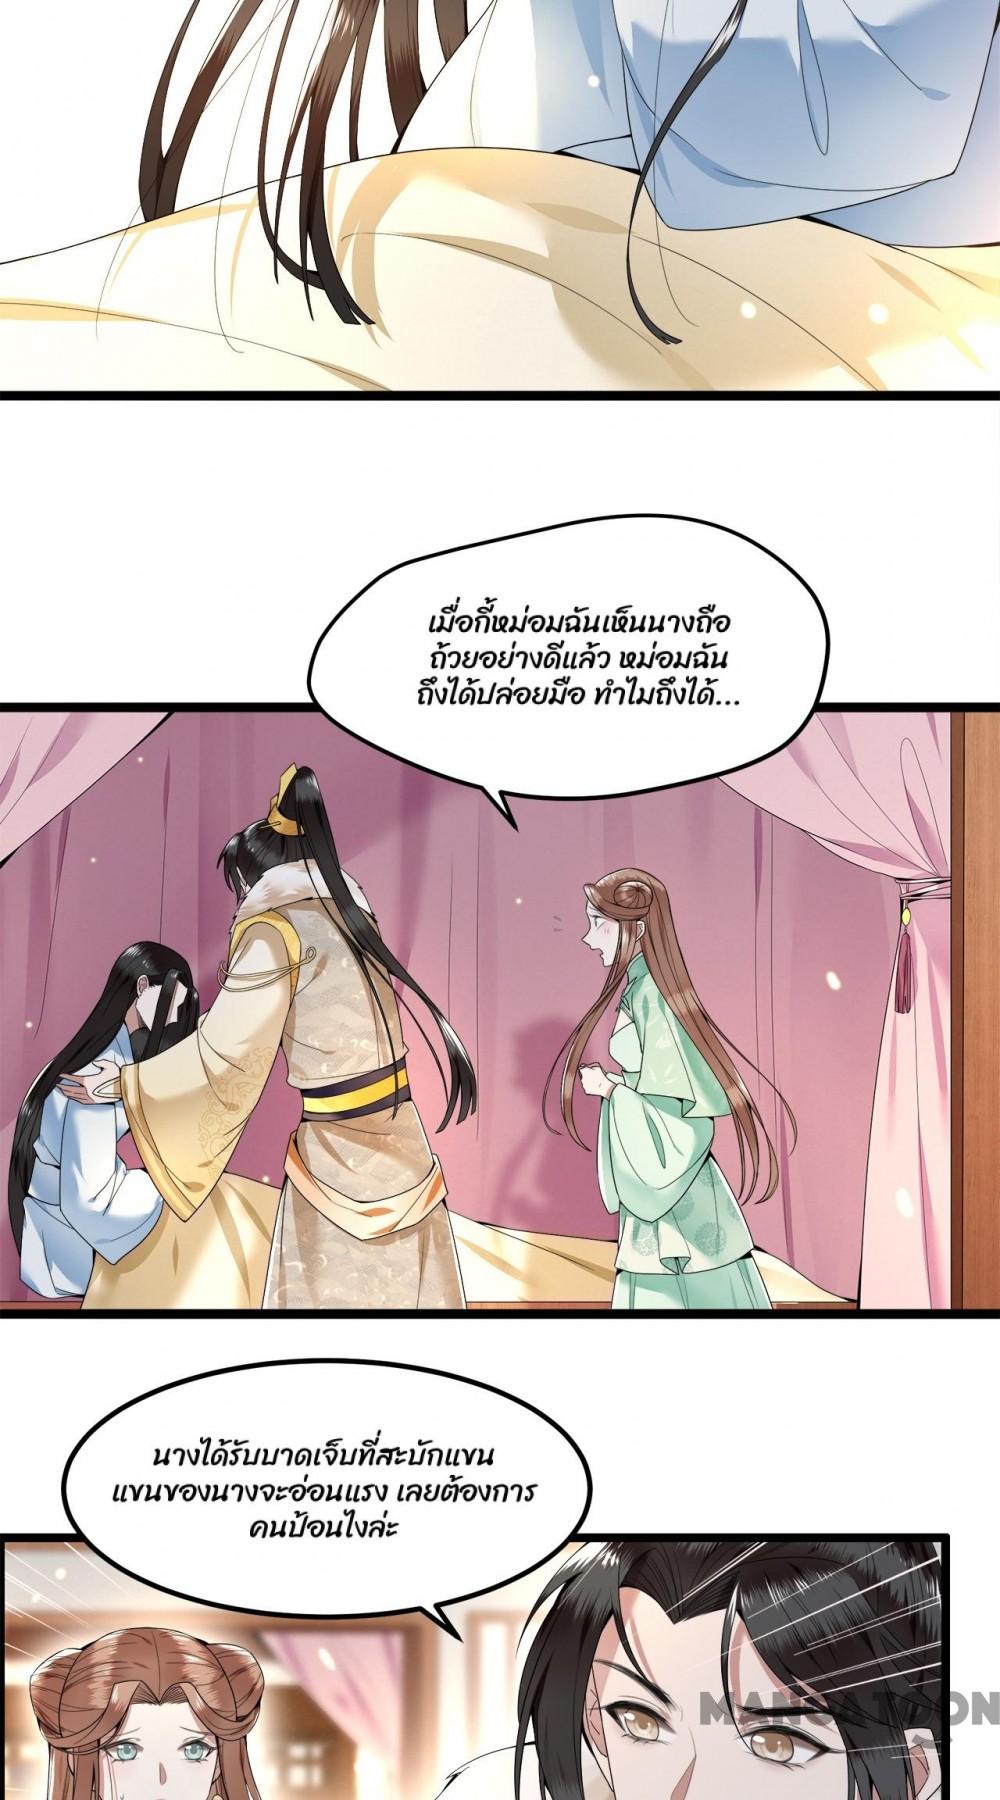 เมื่อกี้หม่อมฉันเห็นนางถือ
ถ้วยอย่างดีแล้ว หม่อมฉัน
ถึงได้ปล่อยมือ ทำไมถึงได้...
นางได้รับบาดเจ็บที่สะบักแขน
แขนของนางจะอ่อนแรง เลยต้องการ
คนป้อนไงล่ะ
MANGATOON